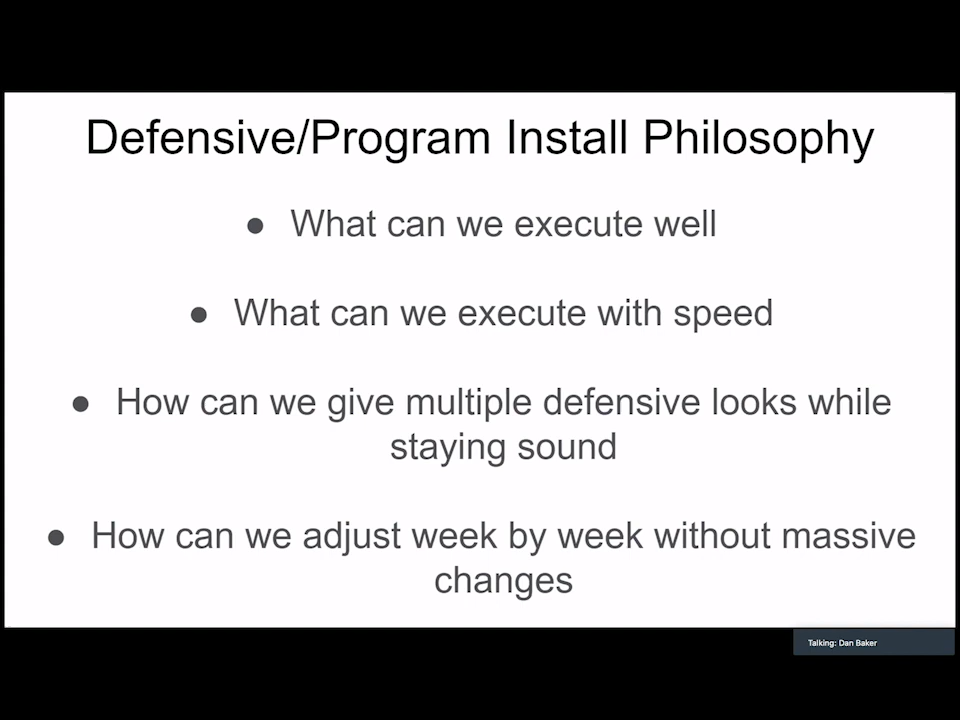 Defensive/Program Install Philosophy
● What can we execute well
● What can we execute with speed
● How can we give multiple defensive looks while
staying sound
● How can we adjust week by week without massive
changes
Talking: Dan Baker